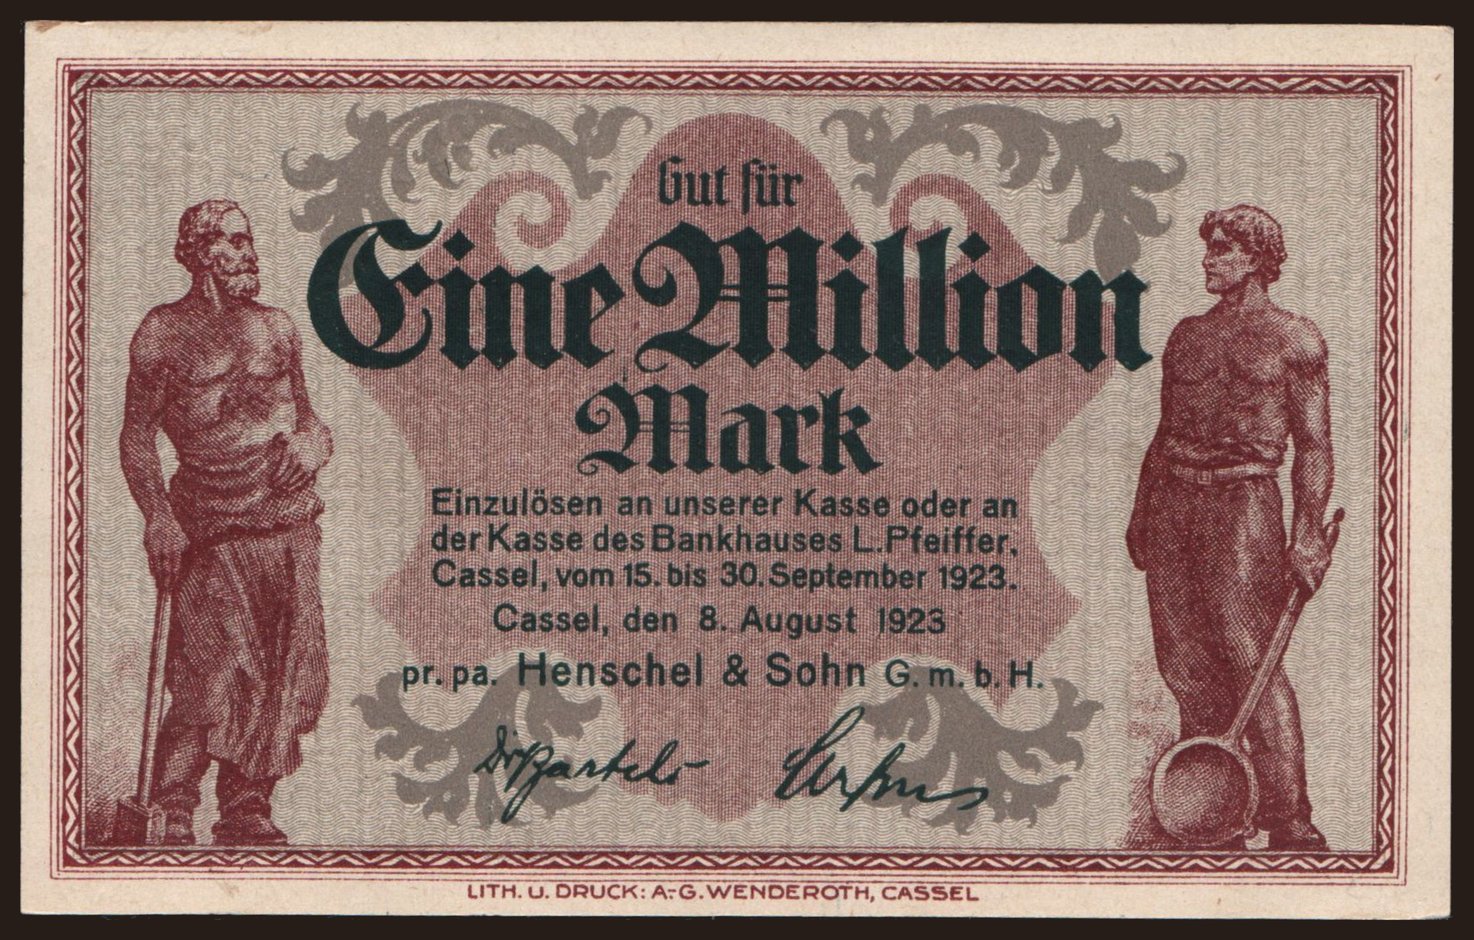 Gut für
Eine Million
Mark
Einzulösen an unserer Kasse oder an
der Kasse des Bankhauses L. Pfeiffer,
Cassel, vom 15. bis 30. September 1923.
Cassel, den 8. August 1923
pr. pa. Henschel & Sohn G. m. b. H.
LITH. U. DRUCK: A.-G. WENDEROTH, CASSEL